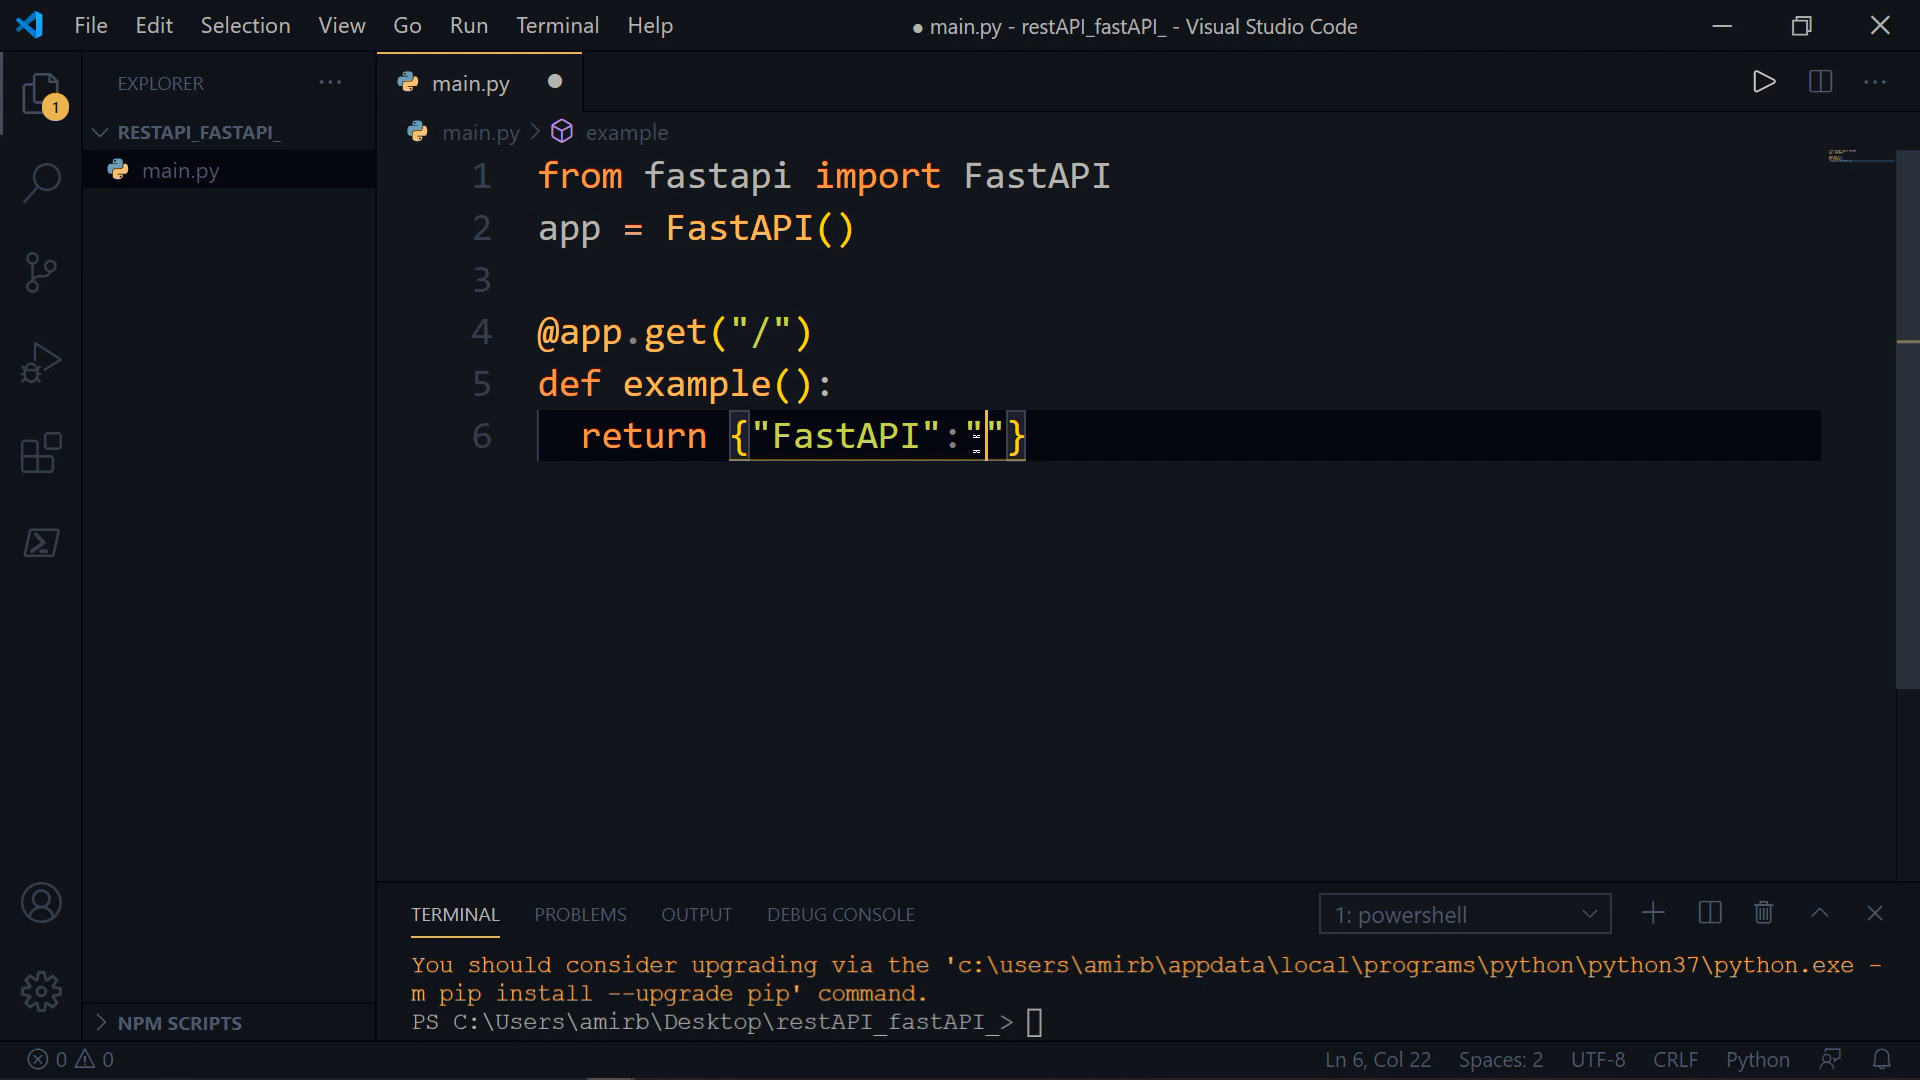 File Edit Selection View Go Run Terminal Help
● main.py - restAPI_fastAPI_ - Visual Studio Code
1
EXPLORER
RESTAPI_FASTAPI_
main.py
NPM SCRIPTS
main.py
main.py > example
1 from fastapi import FastAPI
2 app = FastAPI()
3
4 @app.get("/")
5 def example():
6 return {"FastAPI":""}
TERMINAL PROBLEMS OUTPUT DEBUG CONSOLE
1: powershell
You should consider upgrading via the 'c:\users\amirb\appdata\local\programs\python\python37\python.exe -
m pip install --upgrade pip' command.
PS C:\Users\amirb\Desktop\restAPI_fastAPI_>
0 0
Ln 6, Col 22 Spaces: 2 UTF-8 CRLF Python